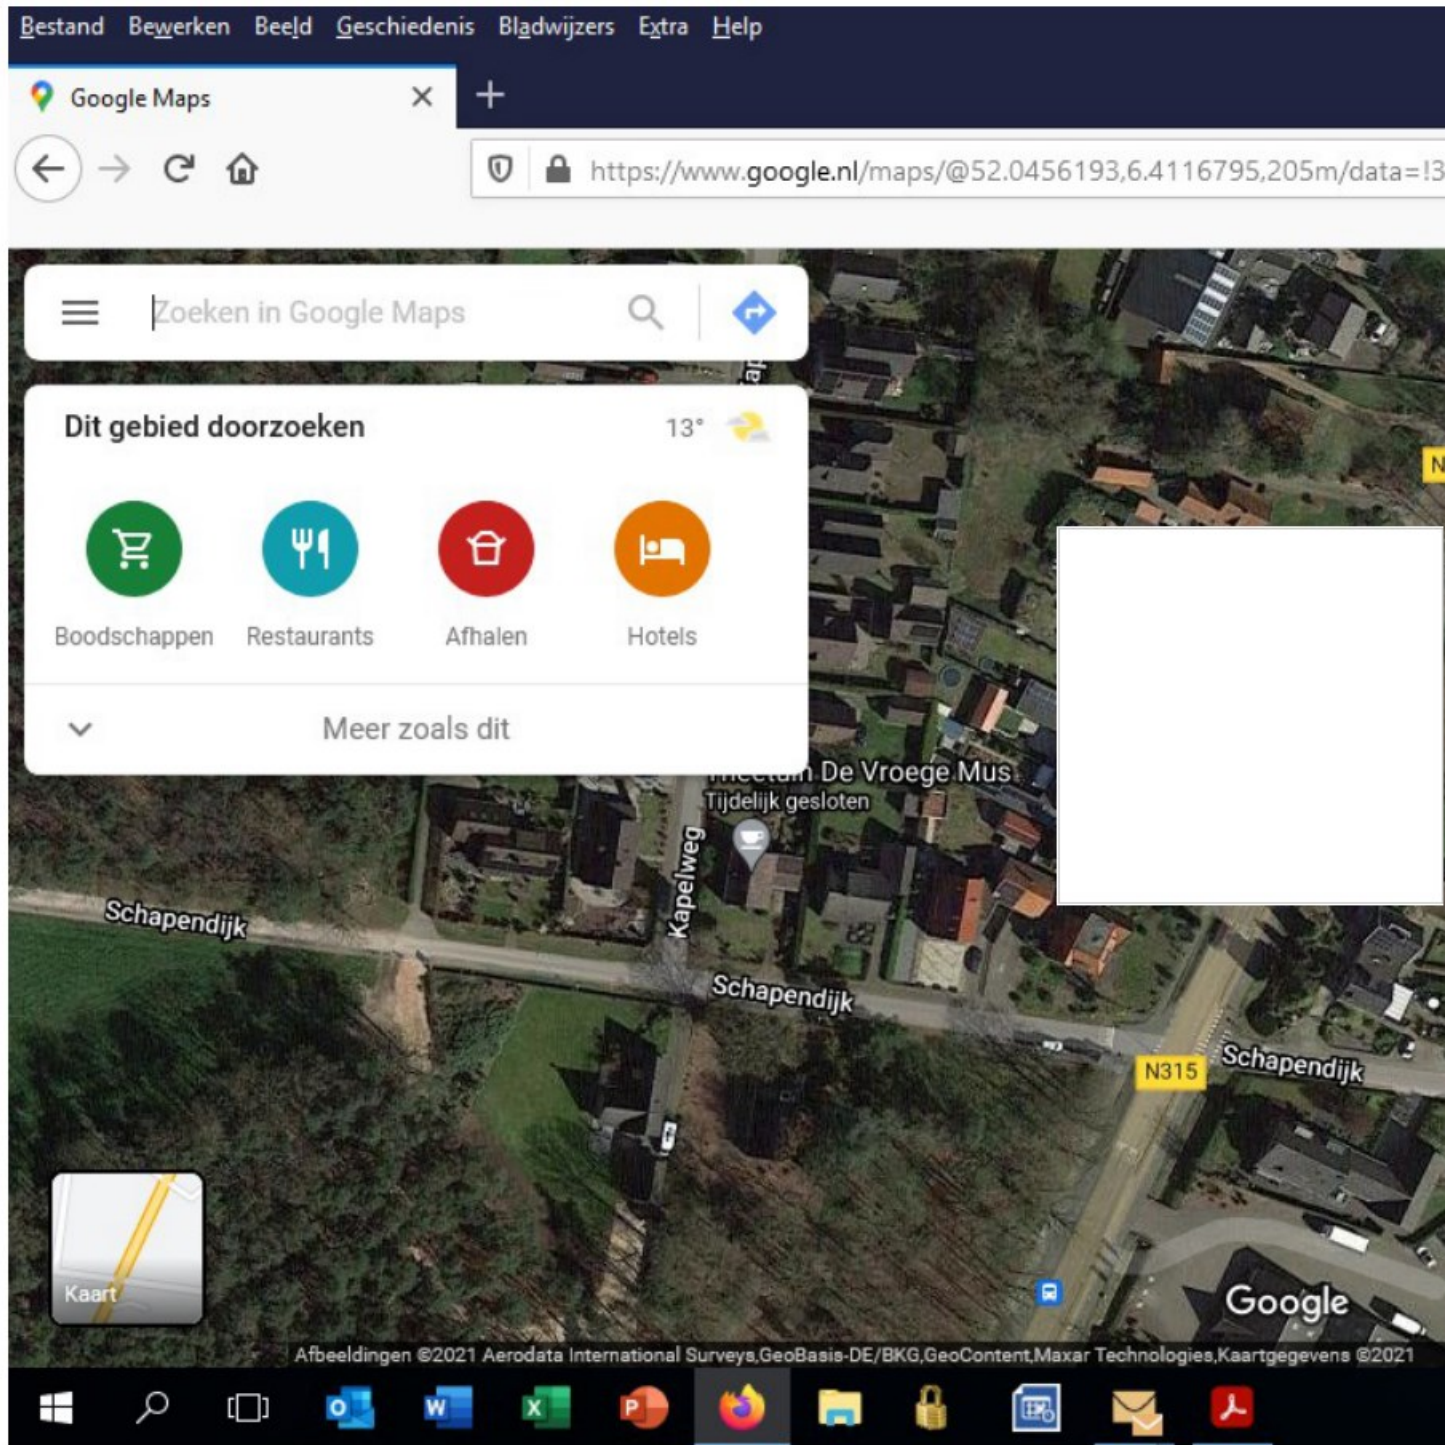 Bestand Bewerken Beeld Geschiedenis Bladwijzers Extra Help
Google Maps
https://www.google.nl/maps/@52.0456193,6.4116795,205m/data=!3
Zoeken in Google Maps
Dit gebied doorzoeken 13°
Boodschappen Restaurants Afhalen Hotels
Meer zoals dit
De Vroege Mus
Tijdelijk gesloten
Kapelweg
Schapendijk
Schapendijk
N315
Schapendijk
Kaart
Google
Afbeeldingen ©2021 Aerodata International Surveys,GeoBasis-DE/BKG,GeoContent,Maxar Technologies,Kaartgegevens ©2021